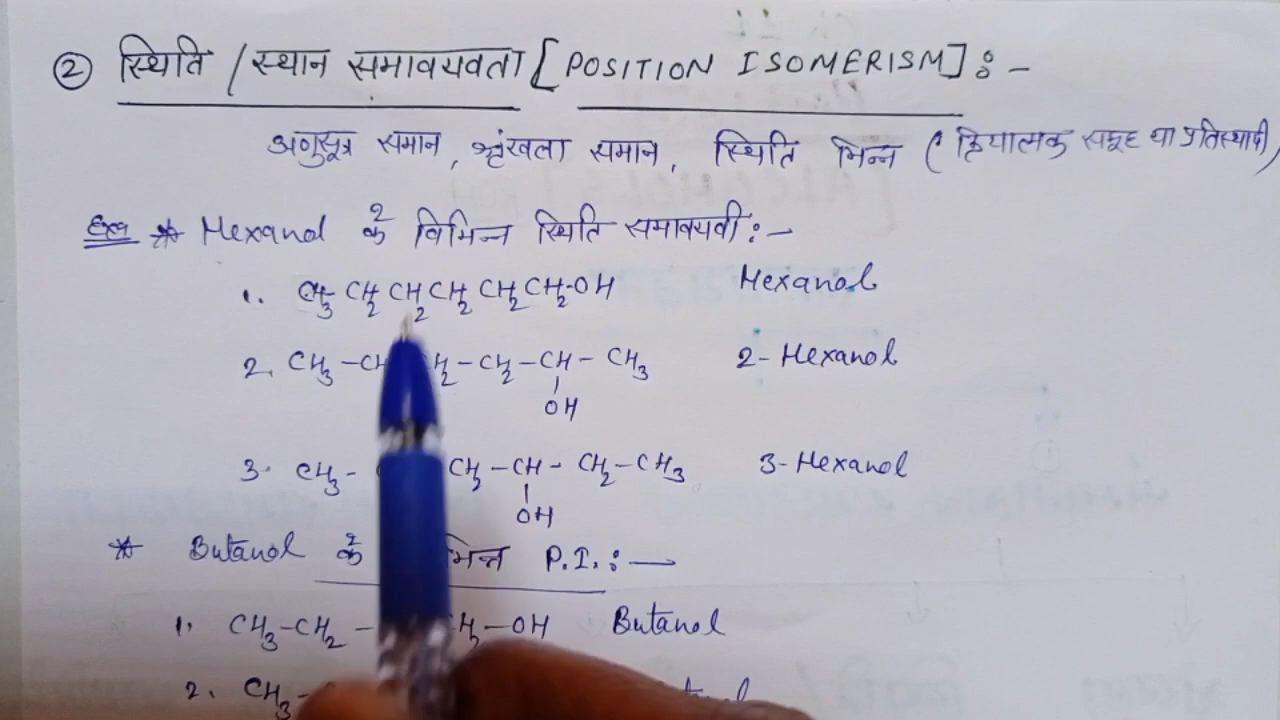 ② स्थिति / स्थान समावयवता [POSITION ISOMERISM] :-
अणुसूत्र समान, श्रृंखला समान, स्थिति भिन्न ( क्रियात्मक समूह या प्रतिस्थापी)
Exa * Hexanol के विभिन्न स्थिति समावयवी :-
1. CH3 CH2 CH2 CH2 CH2 CH2-OH Hexanol
2. CH3 - CH2 - CH2 - CH - CH3 2- Hexanol
OH
3. CH3 - CH2 - CH - CH2 - CH3 3- Hexanol
OH
* Butanol के P.I. :-
1. CH3-CH2 - CH2-OH Butanol
2. CH3-